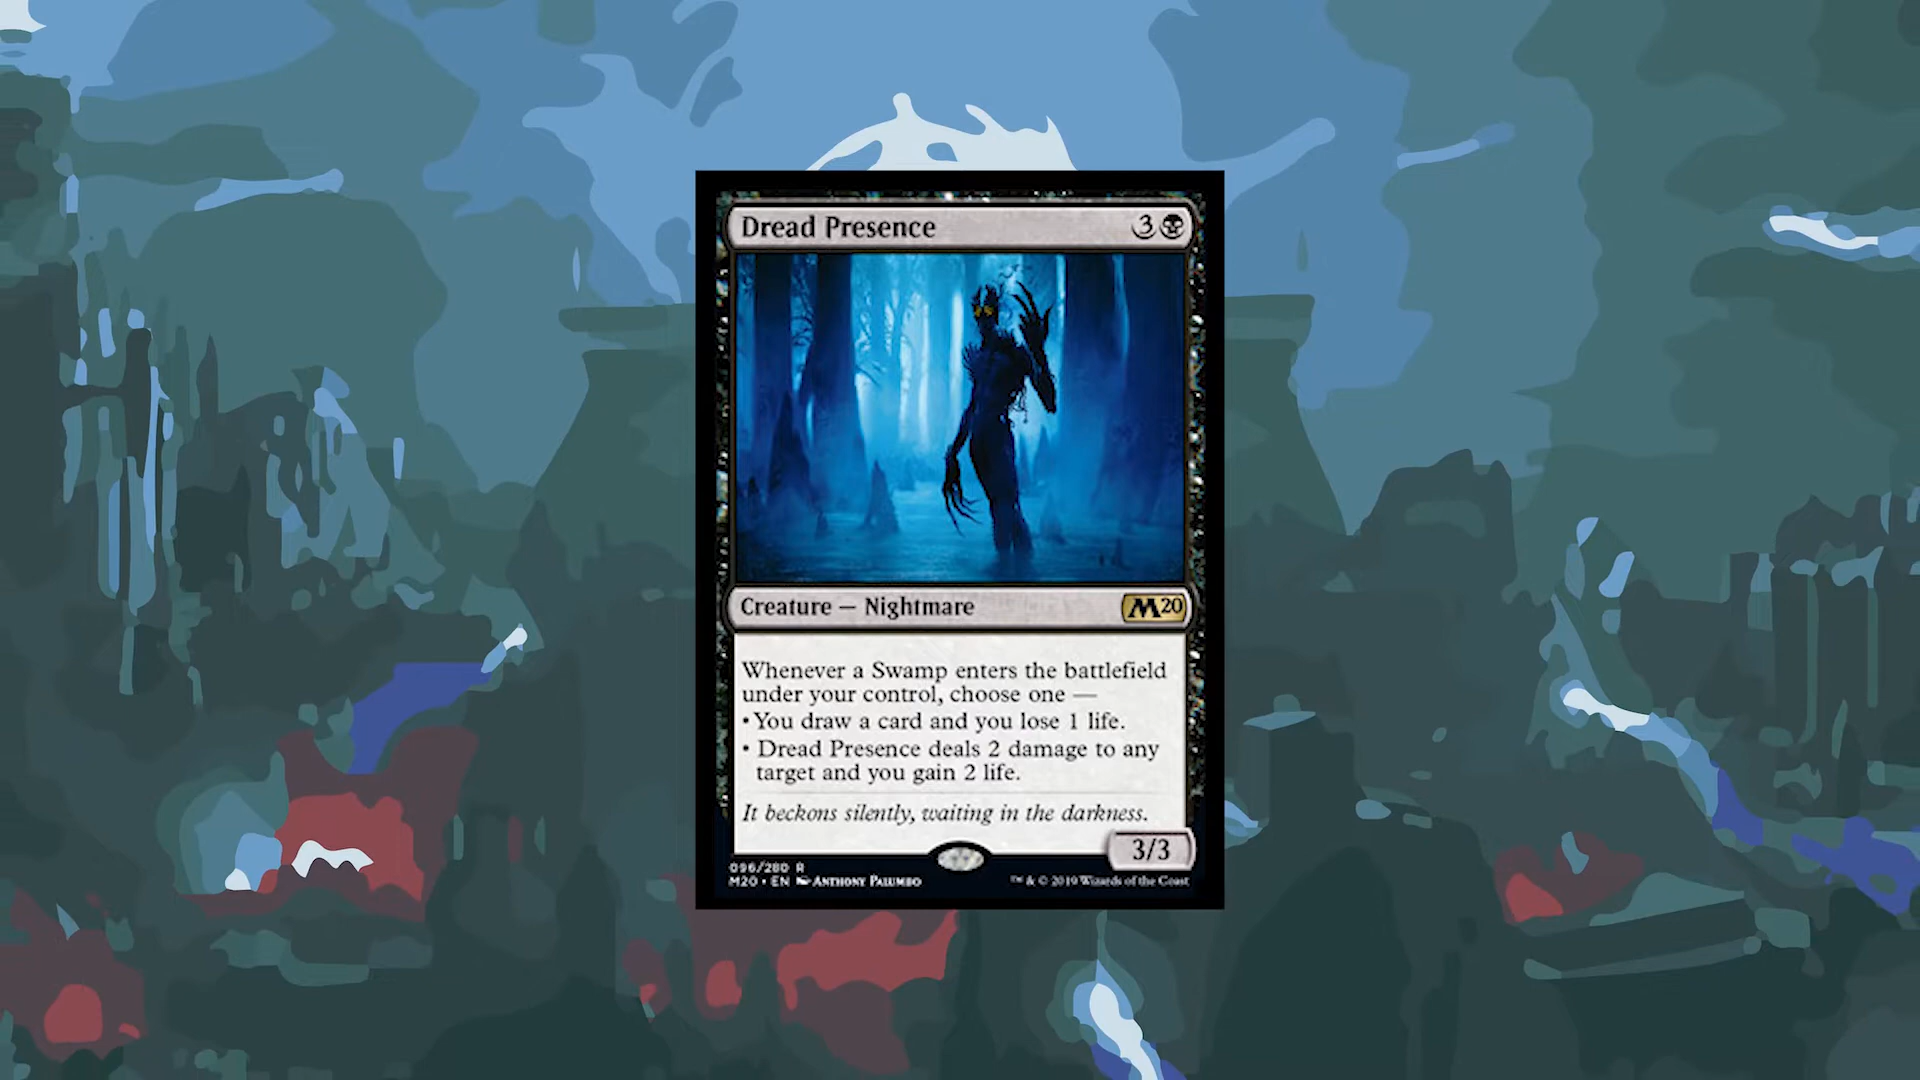 Dread Presence 3
Creature — Nightmare M20
Whenever a Swamp enters the battlefield
under your control, choose one —
• You draw a card and you lose 1 life.
• Dread Presence deals 2 damage to any
target and you gain 2 life.
It beckons silently, waiting in the darkness.
3/3
096/280 R
M20 • EN Anthony Palumbo
™ & © 2019 Wizards of the Coast